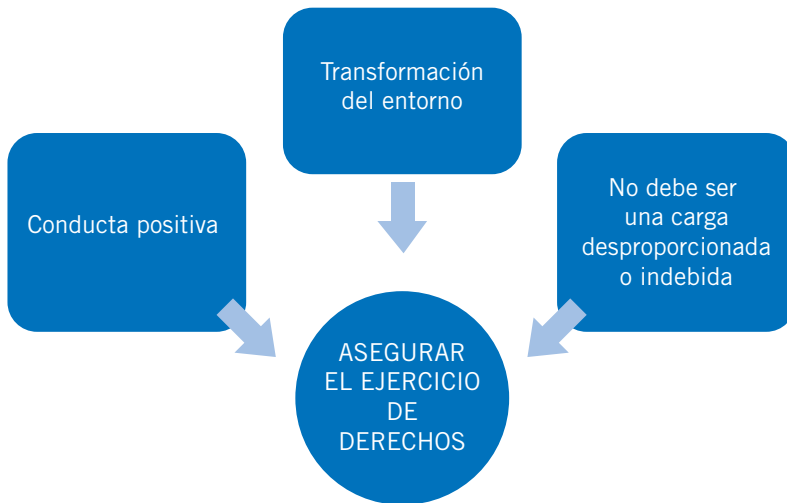 Transformación
del entorno
Conducta positiva
No debe ser
una carga
desproporcionada
o indebida
ASEGURAR
EL EJERCICIO
DE
DERECHOS